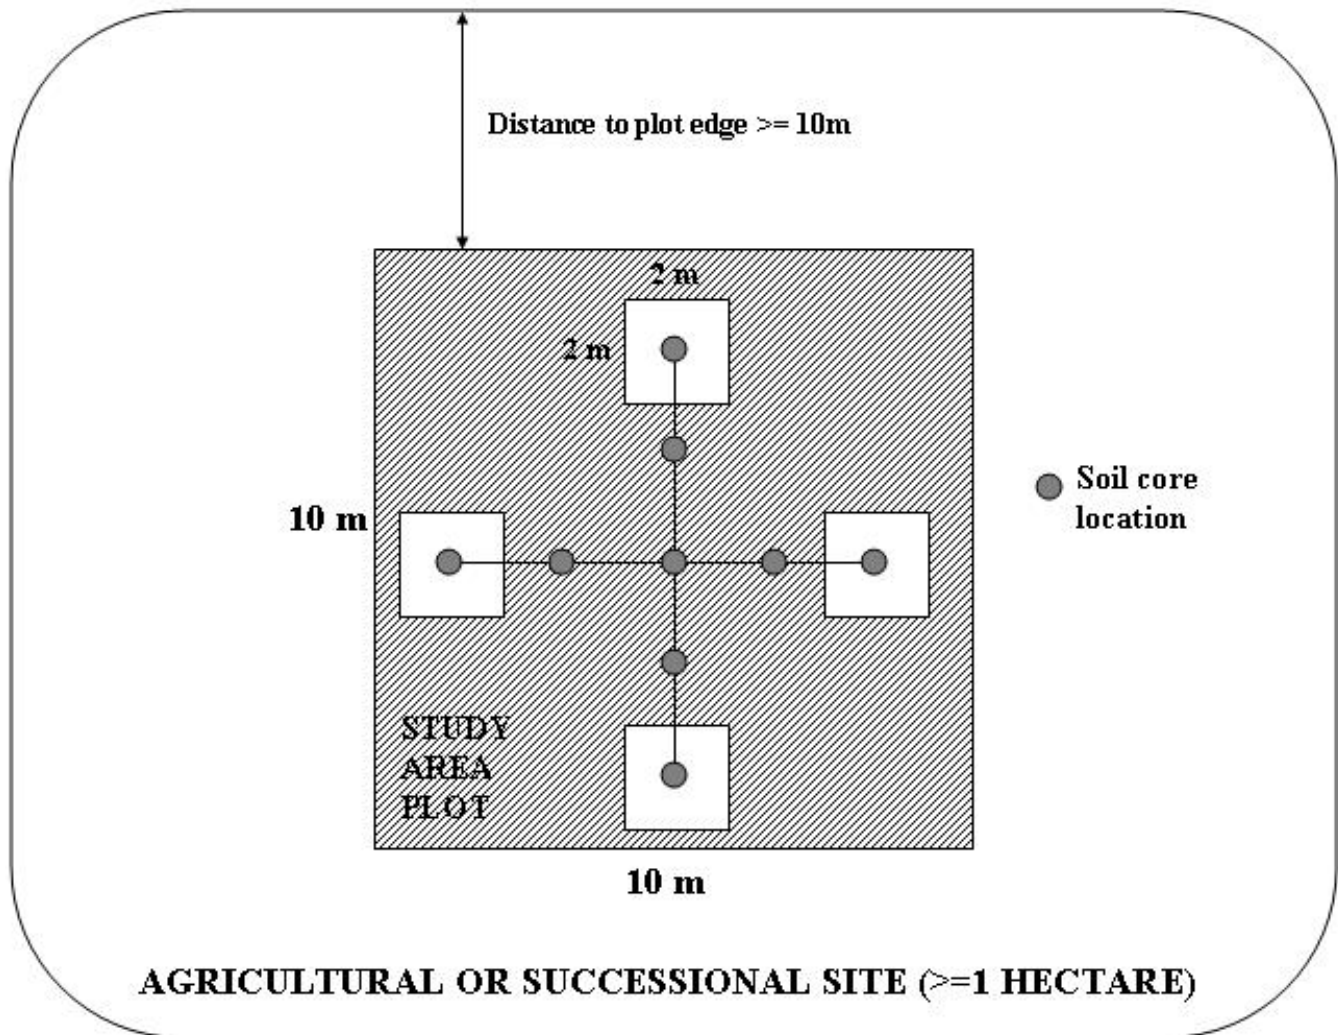 Distance to plot edge >= 10m
2 m
2 m
10 m
Soil core
location
STUDY
AREA
PLOT
10 m
AGRICULTURAL OR SUCCESSIONAL SITE (>=1 HECTARE)